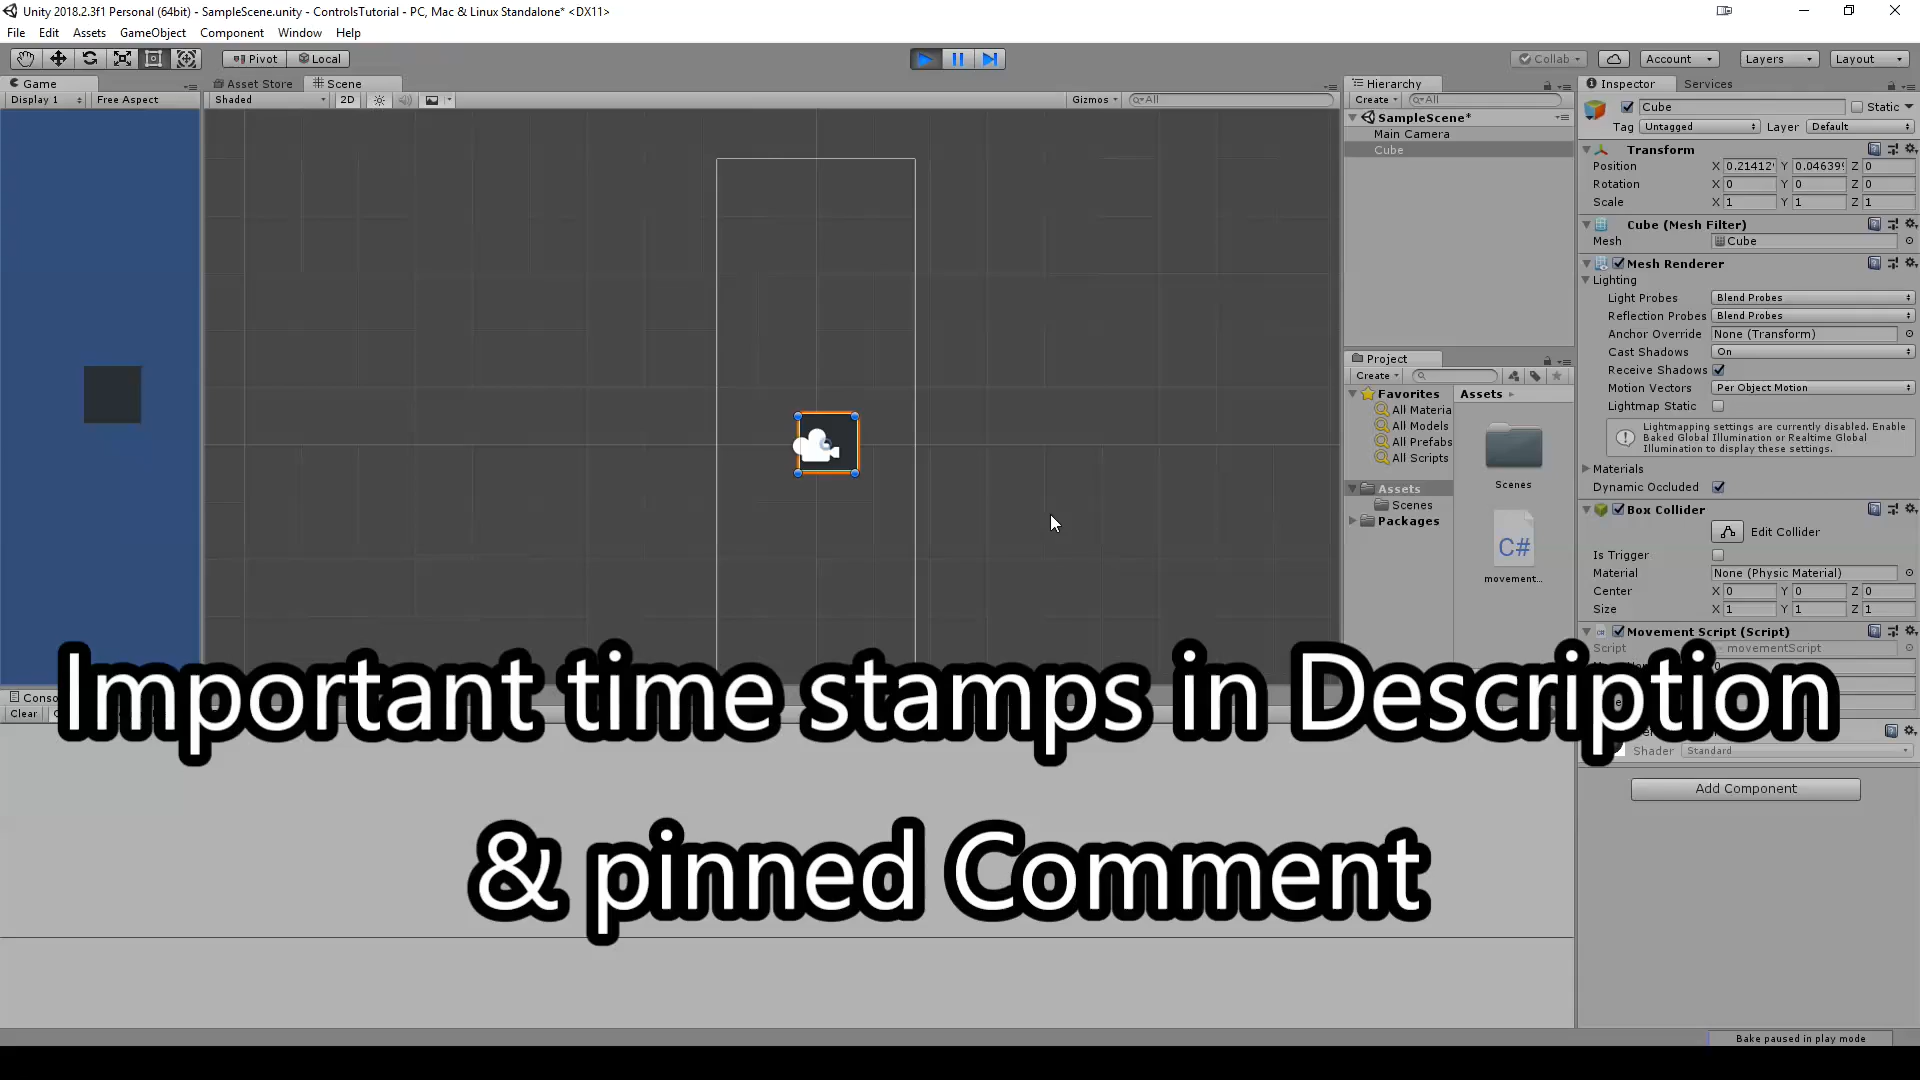 Unity 2018.2.3f1 Personal (64bit) - SampleScene.unity - ControlsTutorial - PC, Mac & Linux Standalone* <DX11>
File Edit Assets GameObject Component Window Help
Pivot Local Collab Account Layers Layout
Game Asset Store Scene Hierarchy Inspector Services
Display 1 Free Aspect Shaded 2D Gizmos All Create All
Cube Static
Tag Untagged Layer Default
SampleScene*
Main Camera
Cube
Transform
Position X 0.21412 Y 0.04639 Z 0
Rotation X 0 Y 0 Z 0
Scale X 1 Y 1 Z 1
Cube (Mesh Filter)
Mesh Cube
Mesh Renderer
Lighting
Light Probes Blend Probes
Reflection Probes Blend Probes
Anchor Override None (Transform)
Cast Shadows On
Receive Shadows
Motion Vectors Per Object Motion
Lightmap Static
Lightmapping settings are currently disabled. Enable
Baked Global Illumination or Realtime Global
Illumination to display these settings.
Materials
Dynamic Occluded
Box Collider
Edit Collider
Is Trigger
Material None (Physic Material)
Center X 0 Y 0 Z 0
Size X 1 Y 1 Z 1
Movement Script (Script)
Script movementScript
Shader Standard
Add Component
Project
Create
Favorites
All Materia
All Models
All Prefabs
All Scripts
Assets
Scenes
Packages
Assets
Scenes
C#
movement...
Conso
Clear
Important time stamps in Description
& pinned Comment
Bake paused in play mode